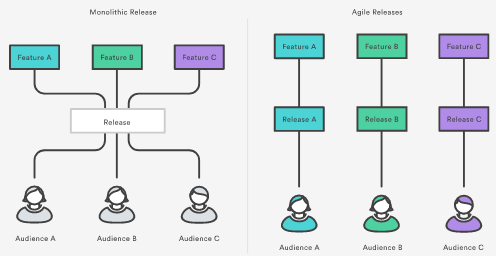 Monolithic Release
Feature A
Feature B
Feature C
Release
Audience A
Audience B
Audience C
Agile Releases
Feature A
Feature B
Feature C
Release A
Release B
Release C
Audience A
Audience B
Audience C